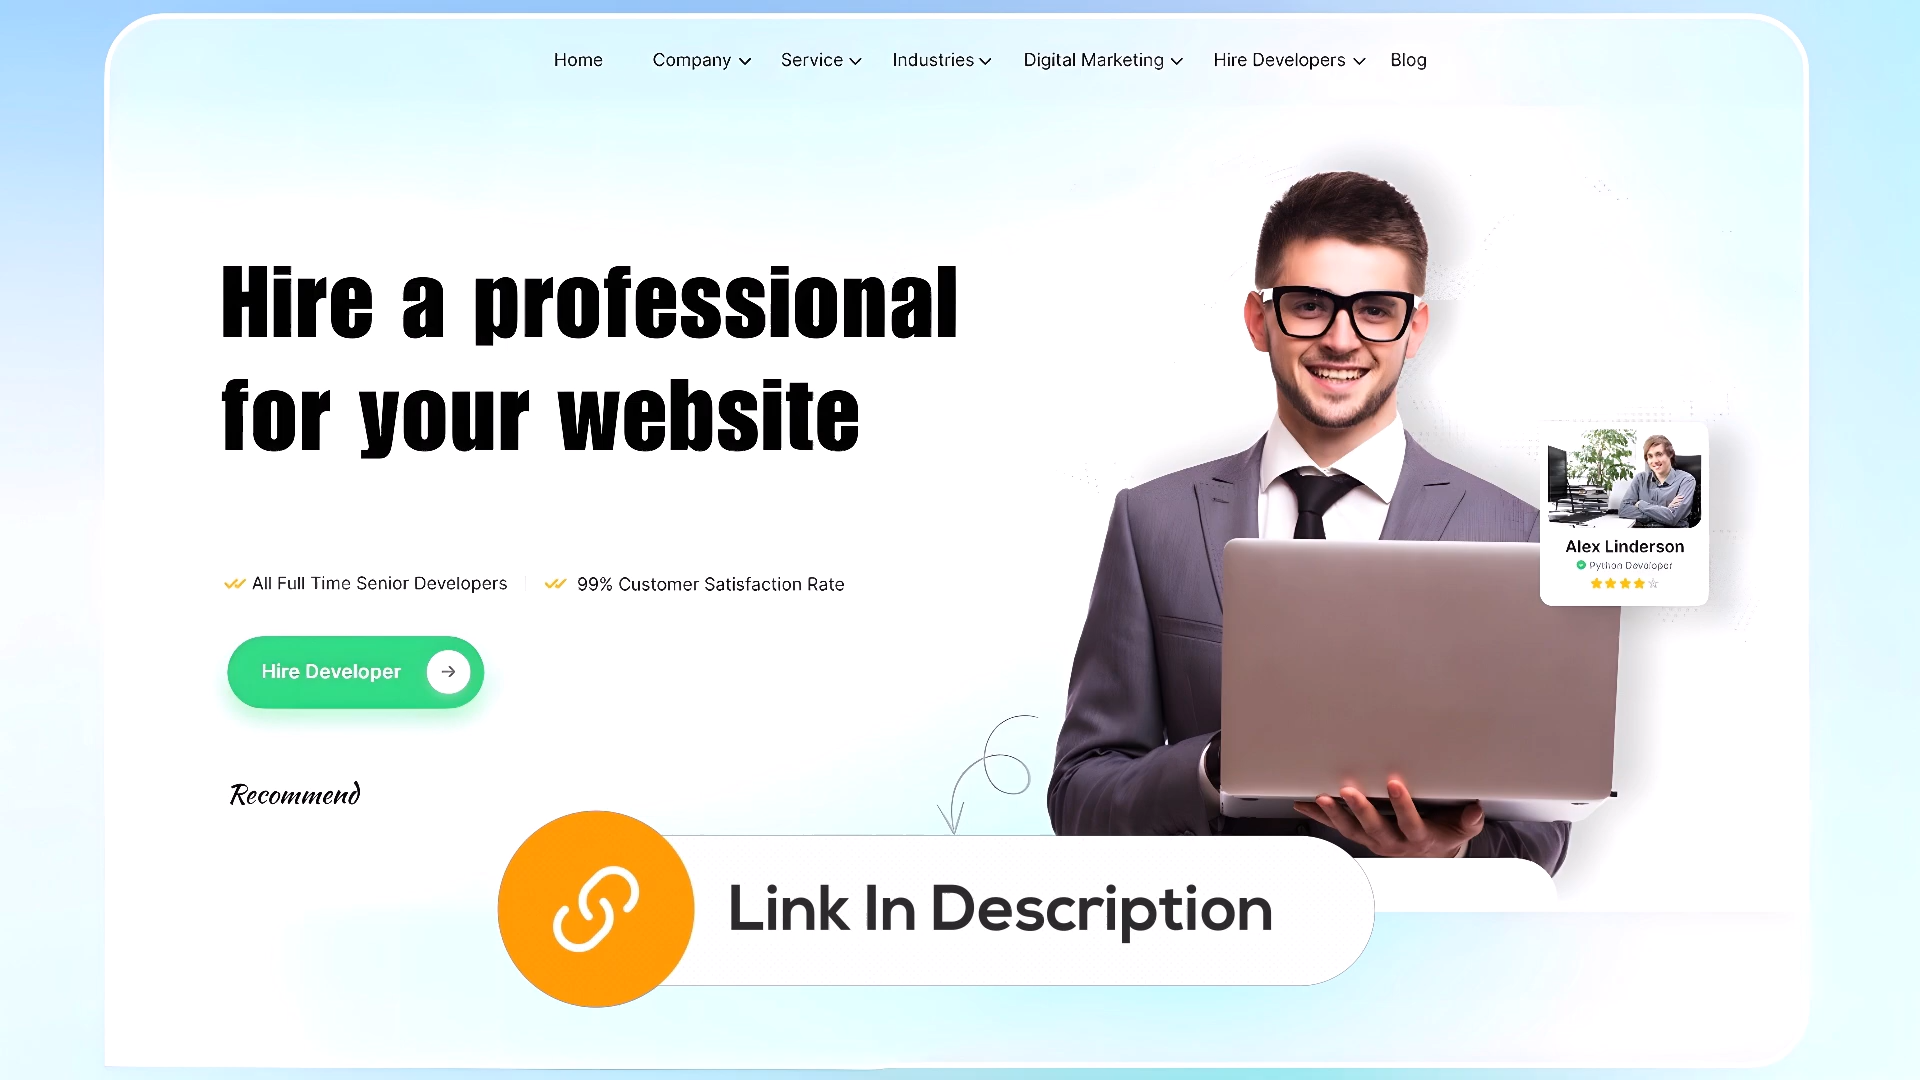 Home Company Service Industries Digital Marketing Hire Developers Blog
Hire a professional
for your website
All Full Time Senior Developers 99% Customer Satisfaction Rate
Hire Developer
Alex Linderson
Python Developer
Recommend
Link In Description